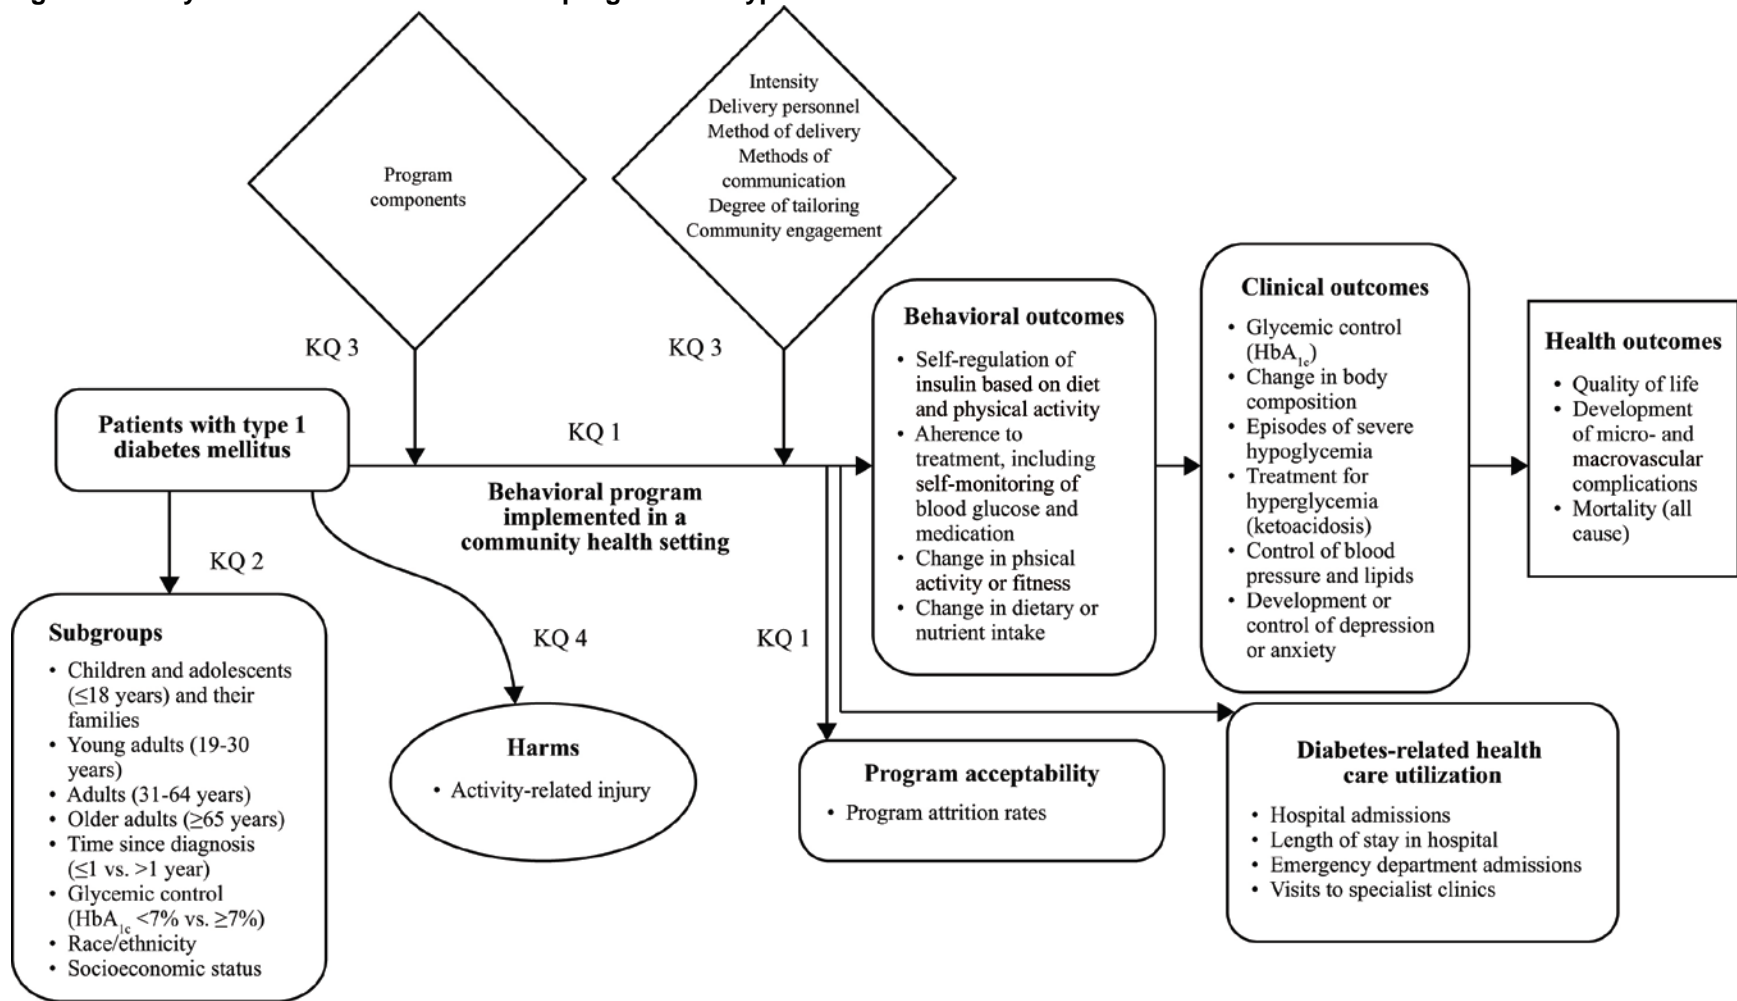 Program
components
Intensity
Delivery personnel
Method of delivery
Methods of
communication
Degree of tailoring
Community engagement
KQ 3
KQ 3
Patients with type 1
diabetes mellitus
KQ 1
Behavioral program
implemented in a
community health setting
Behavioral outcomes
• Self-regulation of
insulin based on diet
and physical activity
• Aherence to
treatment, including
self-monitoring of
blood glucose and
medication
• Change in phsical
activity or fitness
• Change in dietary or
nutrient intake
Clinical outcomes
• Glycemic control
(HbA1c)
• Change in body
composition
• Episodes of severe
hypoglycemia
• Treatment for
hyperglycemia
(ketoacidosis)
• Control of blood
pressure and lipids
• Development or
control of depression
or anxiety
Health outcomes
• Quality of life
• Development
of micro- and
macrovascular
complications
• Mortality (all
cause)
KQ 2
Subgroups
• Children and adolescents
(≤18 years) and their
families
• Young adults (19-30
years)
• Adults (31-64 years)
• Older adults (≥65 years)
• Time since diagnosis
(≤1 vs. >1 year)
• Glycemic control
(HbA1c <7% vs. ≥7%)
• Race/ethnicity
• Socioeconomic status
KQ 4
Harms
• Activity-related injury
KQ 1
Program acceptability
• Program attrition rates
Diabetes-related health
care utilization
• Hospital admissions
• Length of stay in hospital
• Emergency department admissions
• Visits to specialist clinics